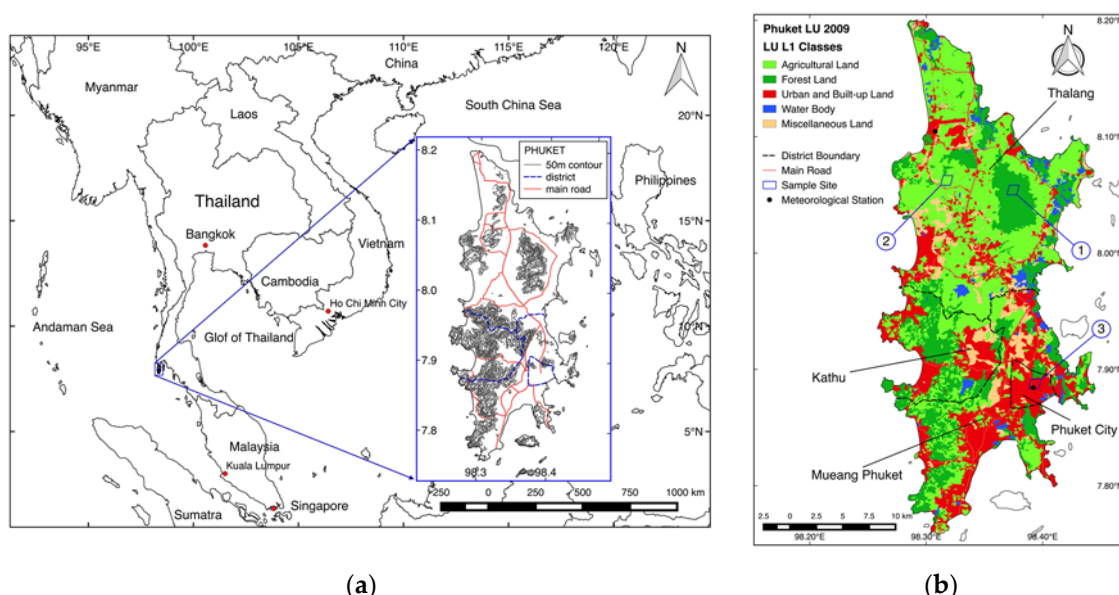 95°E
100°E
105°E
110°E
115°E
120°E
N
China
Myanmar
Laos
South China Sea
20°N
PHUKET
50m contour
district
main road
8.2
8.1
8.0
7.9
7.8
98.3
98.4
Philippines
Thailand
Bangkok
15°N
Vietnam
Cambodia
Ho Chi Minh City
Andaman Sea
Glof of Thailand
10°N
Malaysia
Kuala Lumpur
5°N
Singapore
Sumatra
250 0 250 500 750 1000 km
(a)
Phuket LU 2009
LU L1 Classes
Agricultural Land
Forest Land
Urban and Built-up Land
Water Body
Miscellaneous Land
District Boundary
Main Road
Sample Site
Meteorological Station
N
Thalang
8.20°N
8.10°N
8.00°N
7.90°N
7.80°N
2
1
3
Kathu
Phuket City
Mueang Phuket
2.5 0 2.5 5 7.5 10 km
98.20°E
98.30°E
98.40°E
(b)